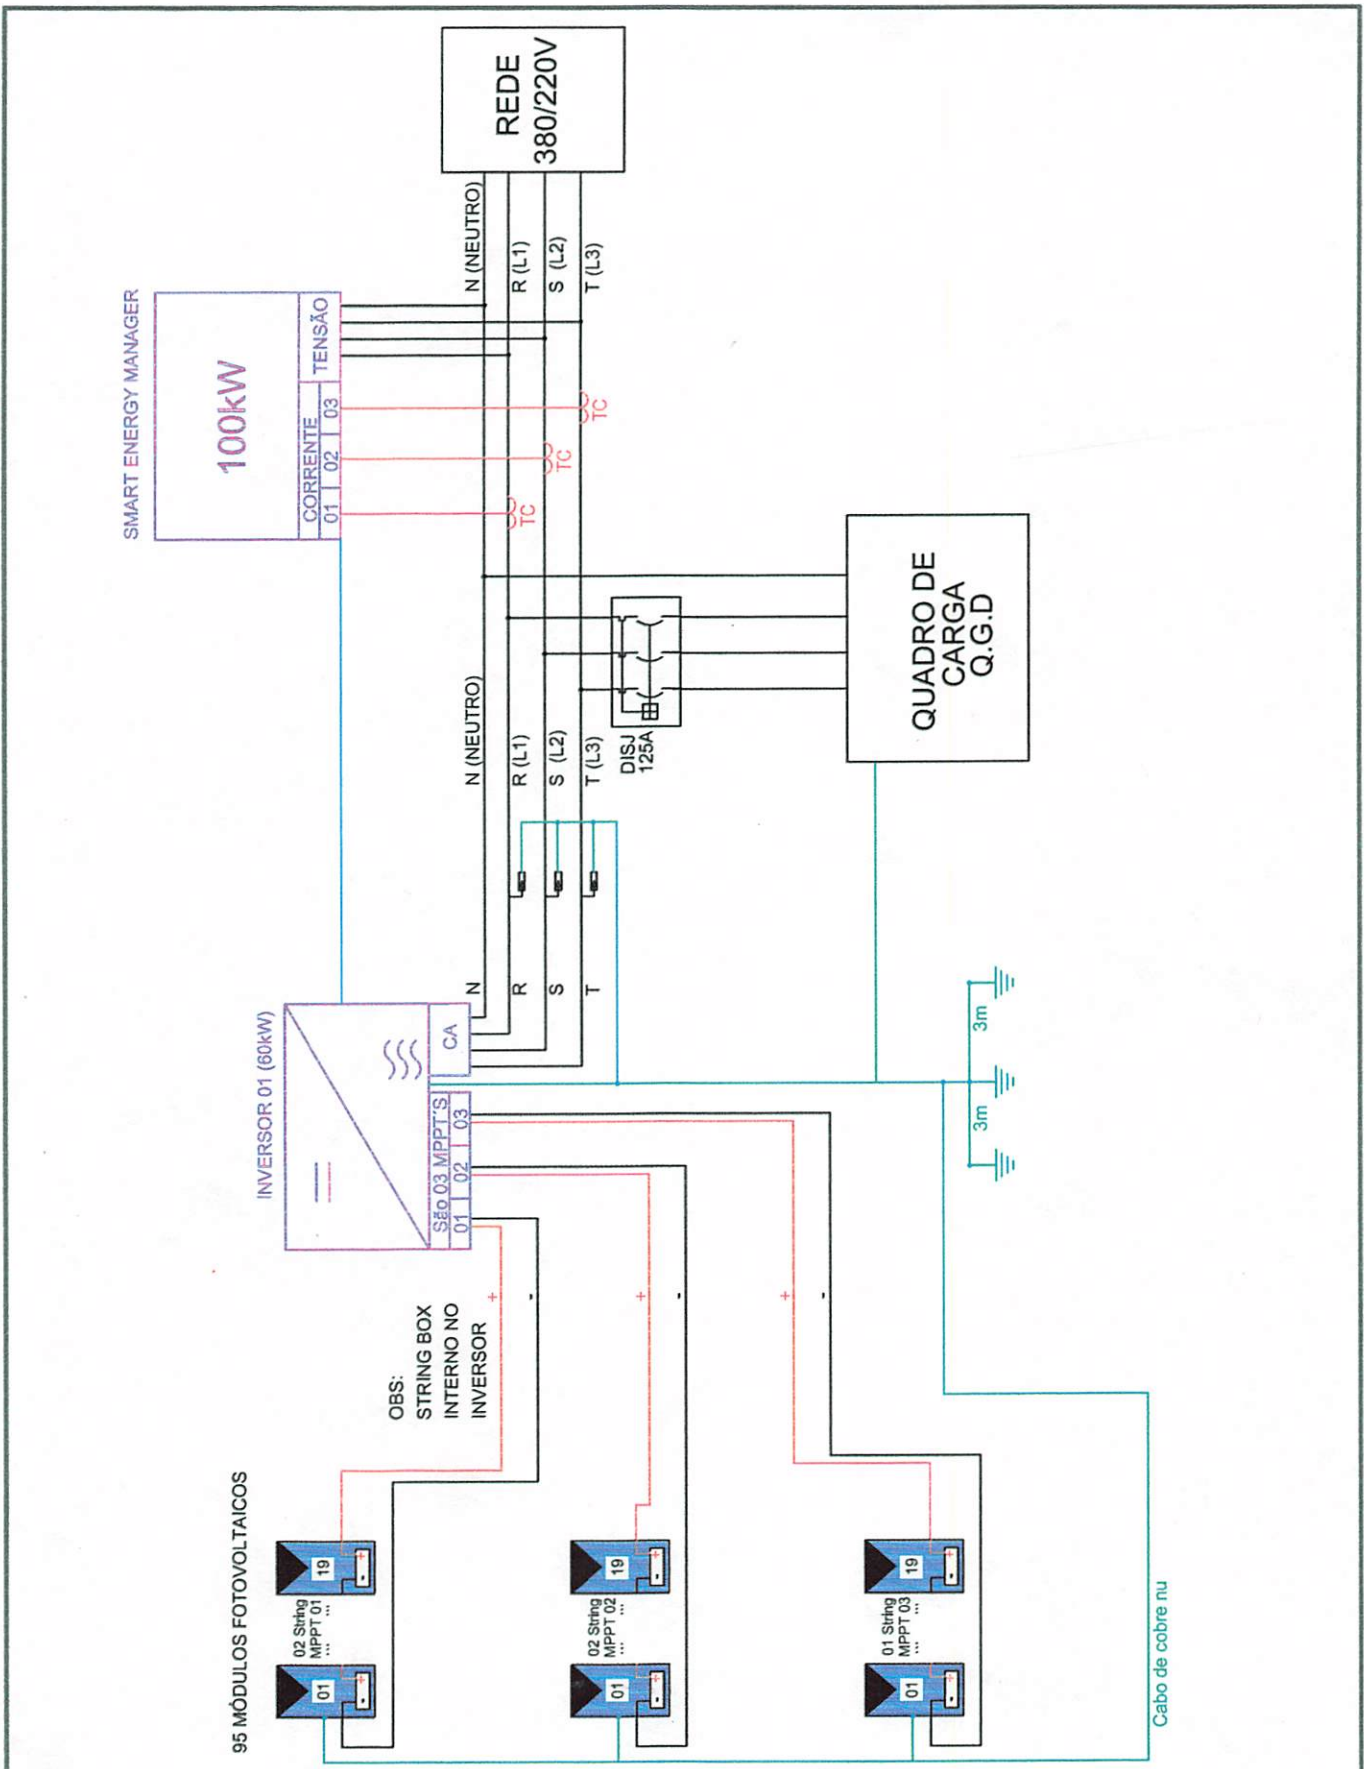 95 MÓDULOS FOTOVOLTAICOS
01
02 String
MPPT 01
... ...
19
+
-
+
-
01
02 String
MPPT 02
... ...
19
+
-
+
-
01
01 String
MPPT 03
... ...
19
+
-
+
-
Cabo de cobre nu
OBS:
STRING BOX
INTERNO NO
INVERSOR
+
-
+
-
+
-
INVERSOR 01 (60kW)
São 03 MPPT´S
01 02 03
CA
N
R
S
T
3m
3m
SMART ENERGY MANAGER
100kW
CORRENTE
01 02 03
TENSÃO
TC
TC
TC
N (NEUTRO)
R (L1)
S (L2)
T (L3)
DISJ
125A
QUADRO DE
CARGA
Q.G.D
N (NEUTRO)
R (L1)
S (L2)
T (L3)
REDE
380/220V